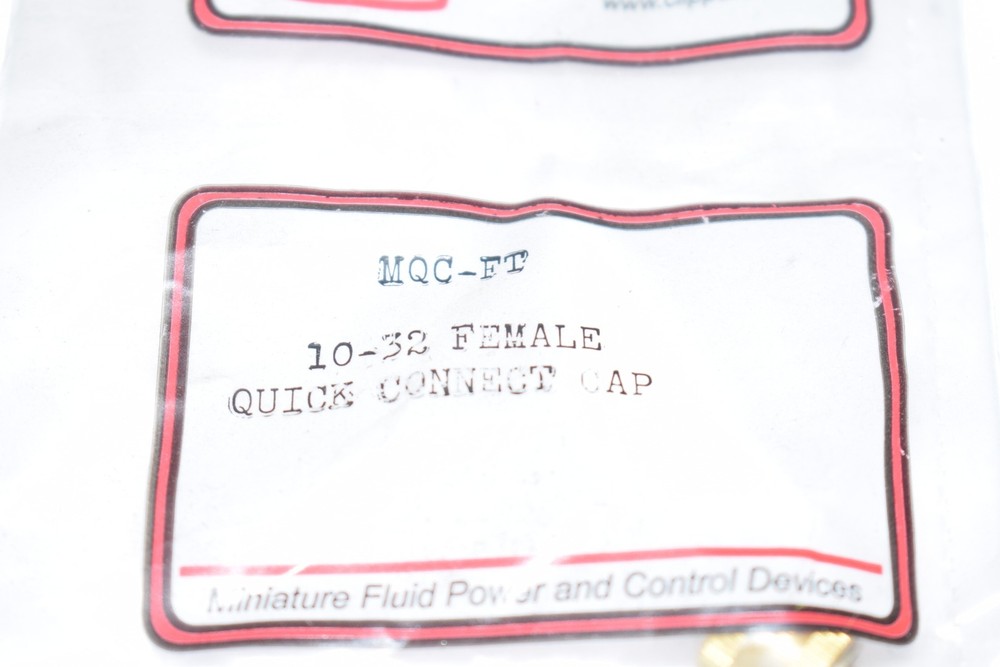 MQC-FT
10-32 FEMALE
QUICK CONNECT CAP
Miniature Fluid Power and Control Devices